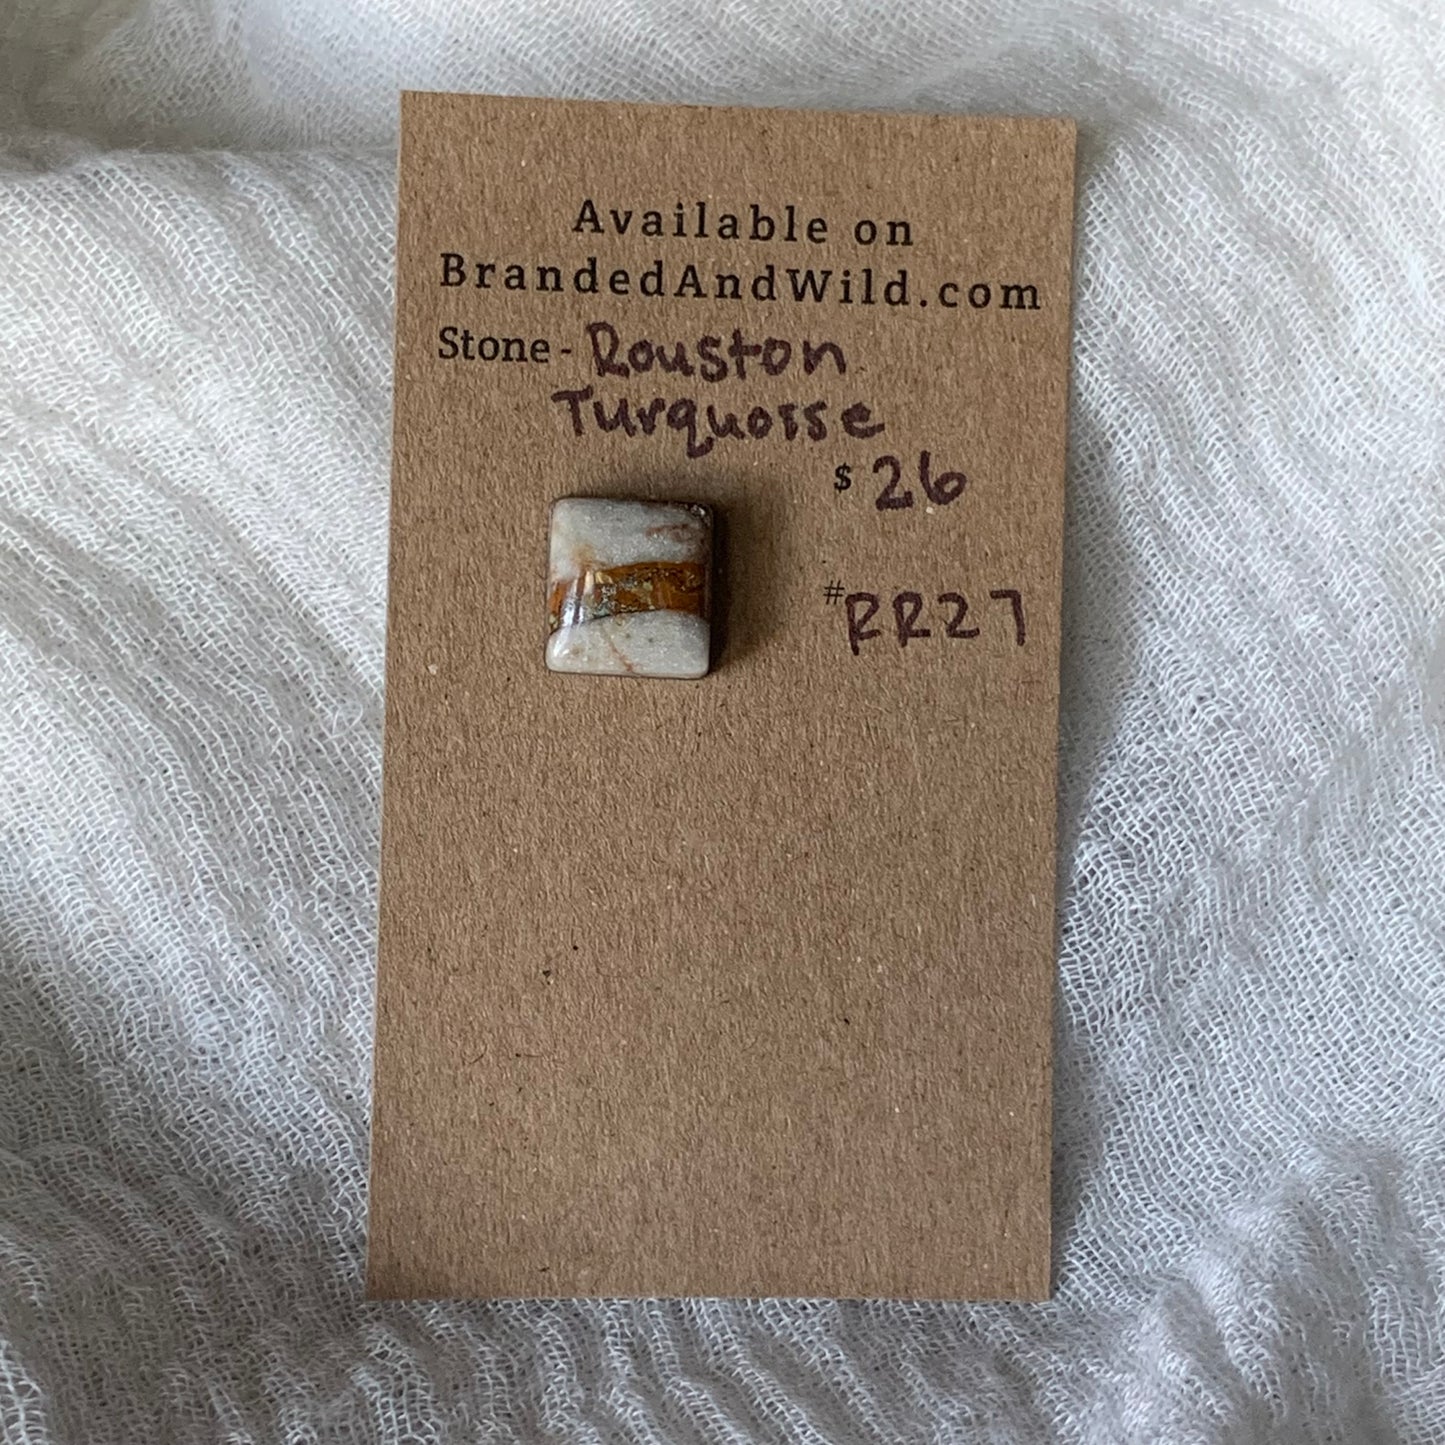 Available on
BrandedAndWild.com
Stone - Rouston
Turquoise
$ 26
# RR27